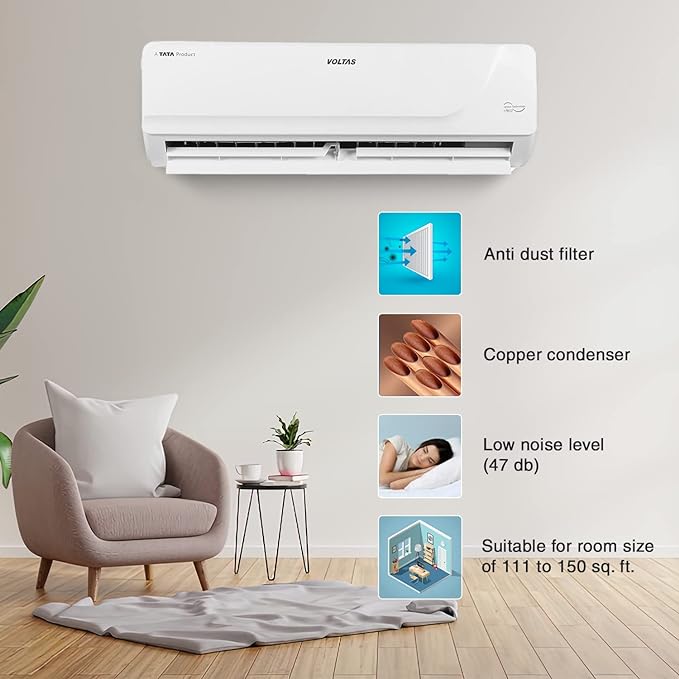 A TATA Product
VOLTAS
Anti dust filter
Copper condenser
Low noise level
(47 db)
Suitable for room size
of 111 to 150 sq. ft.